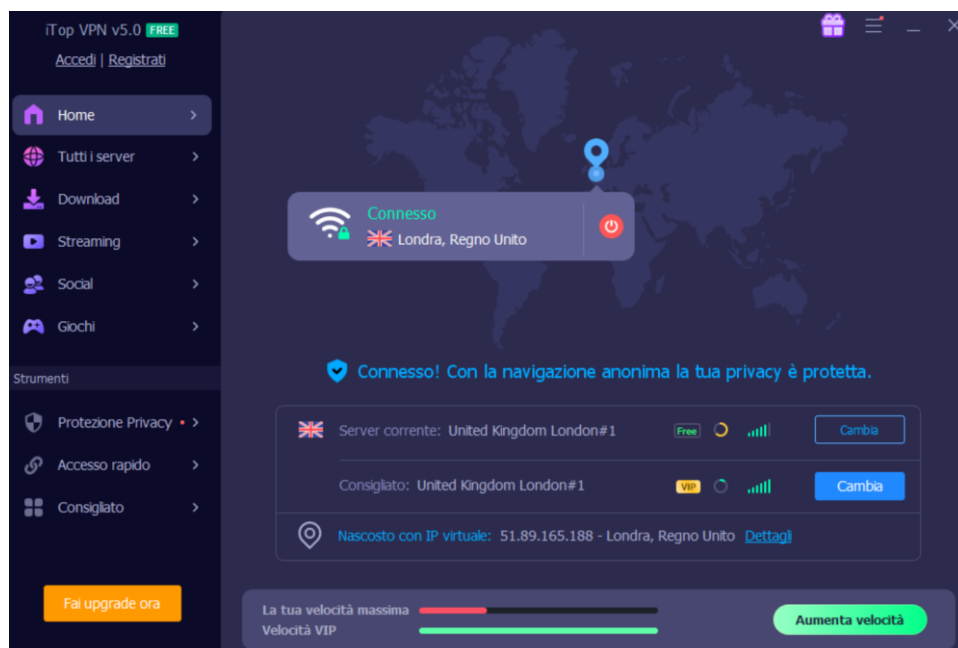 iTop VPN v5.0 FREE
Accedi | Registrati
Home
Tutti i server
Download
Streaming
Social
Giochi
Strumenti
Protezione Privacy
Accesso rapido
Consigliato
Fai upgrade ora
Connesso
Londra, Regno Unito
Connesso! Con la navigazione anonima la tua privacy è protetta.
Server corrente: United Kingdom London#1 Free Cambia
Consigliato: United Kingdom London#1 VIP Cambia
Nascosto con IP virtuale: 51.89.165.188 - Londra, Regno Unito Dettagli
La tua velocità massima
Velocità VIP
Aumenta velocità